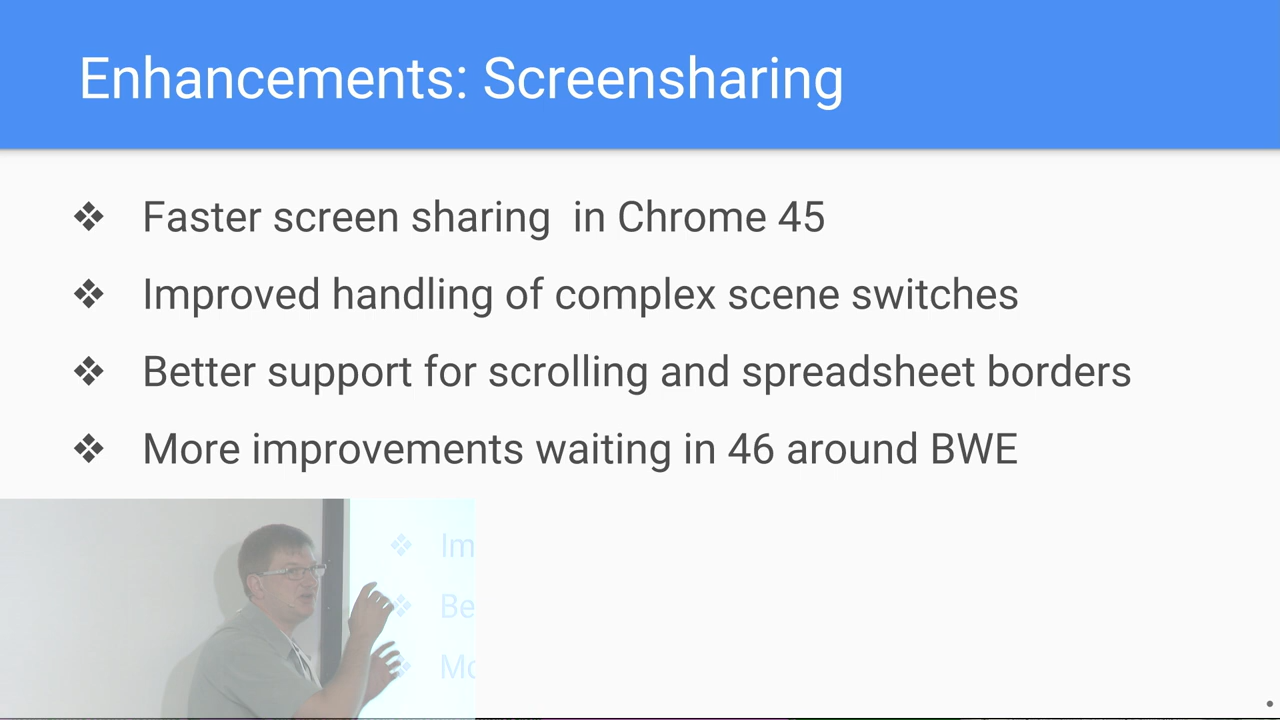 Enhancements: Screensharing
❖ Faster screen sharing  in Chrome 45
❖ Improved handling of complex scene switches
❖ Better support for scrolling and spreadsheet borders
❖ More improvements waiting in 46 around BWE
❖ Im
❖ Be
❖ Mo